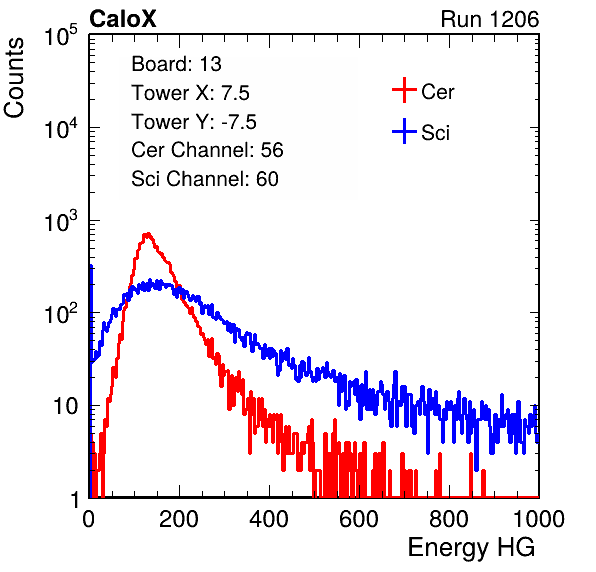 CaloX Run 1206
Counts
Board: 13
Tower X: 7.5
Tower Y: -7.5
Cer Channel: 56
Sci Channel: 60
Cer
Sci
10^5
10^4
10^3
10^2
10
1
0 200 400 600 800 1000
Energy HG